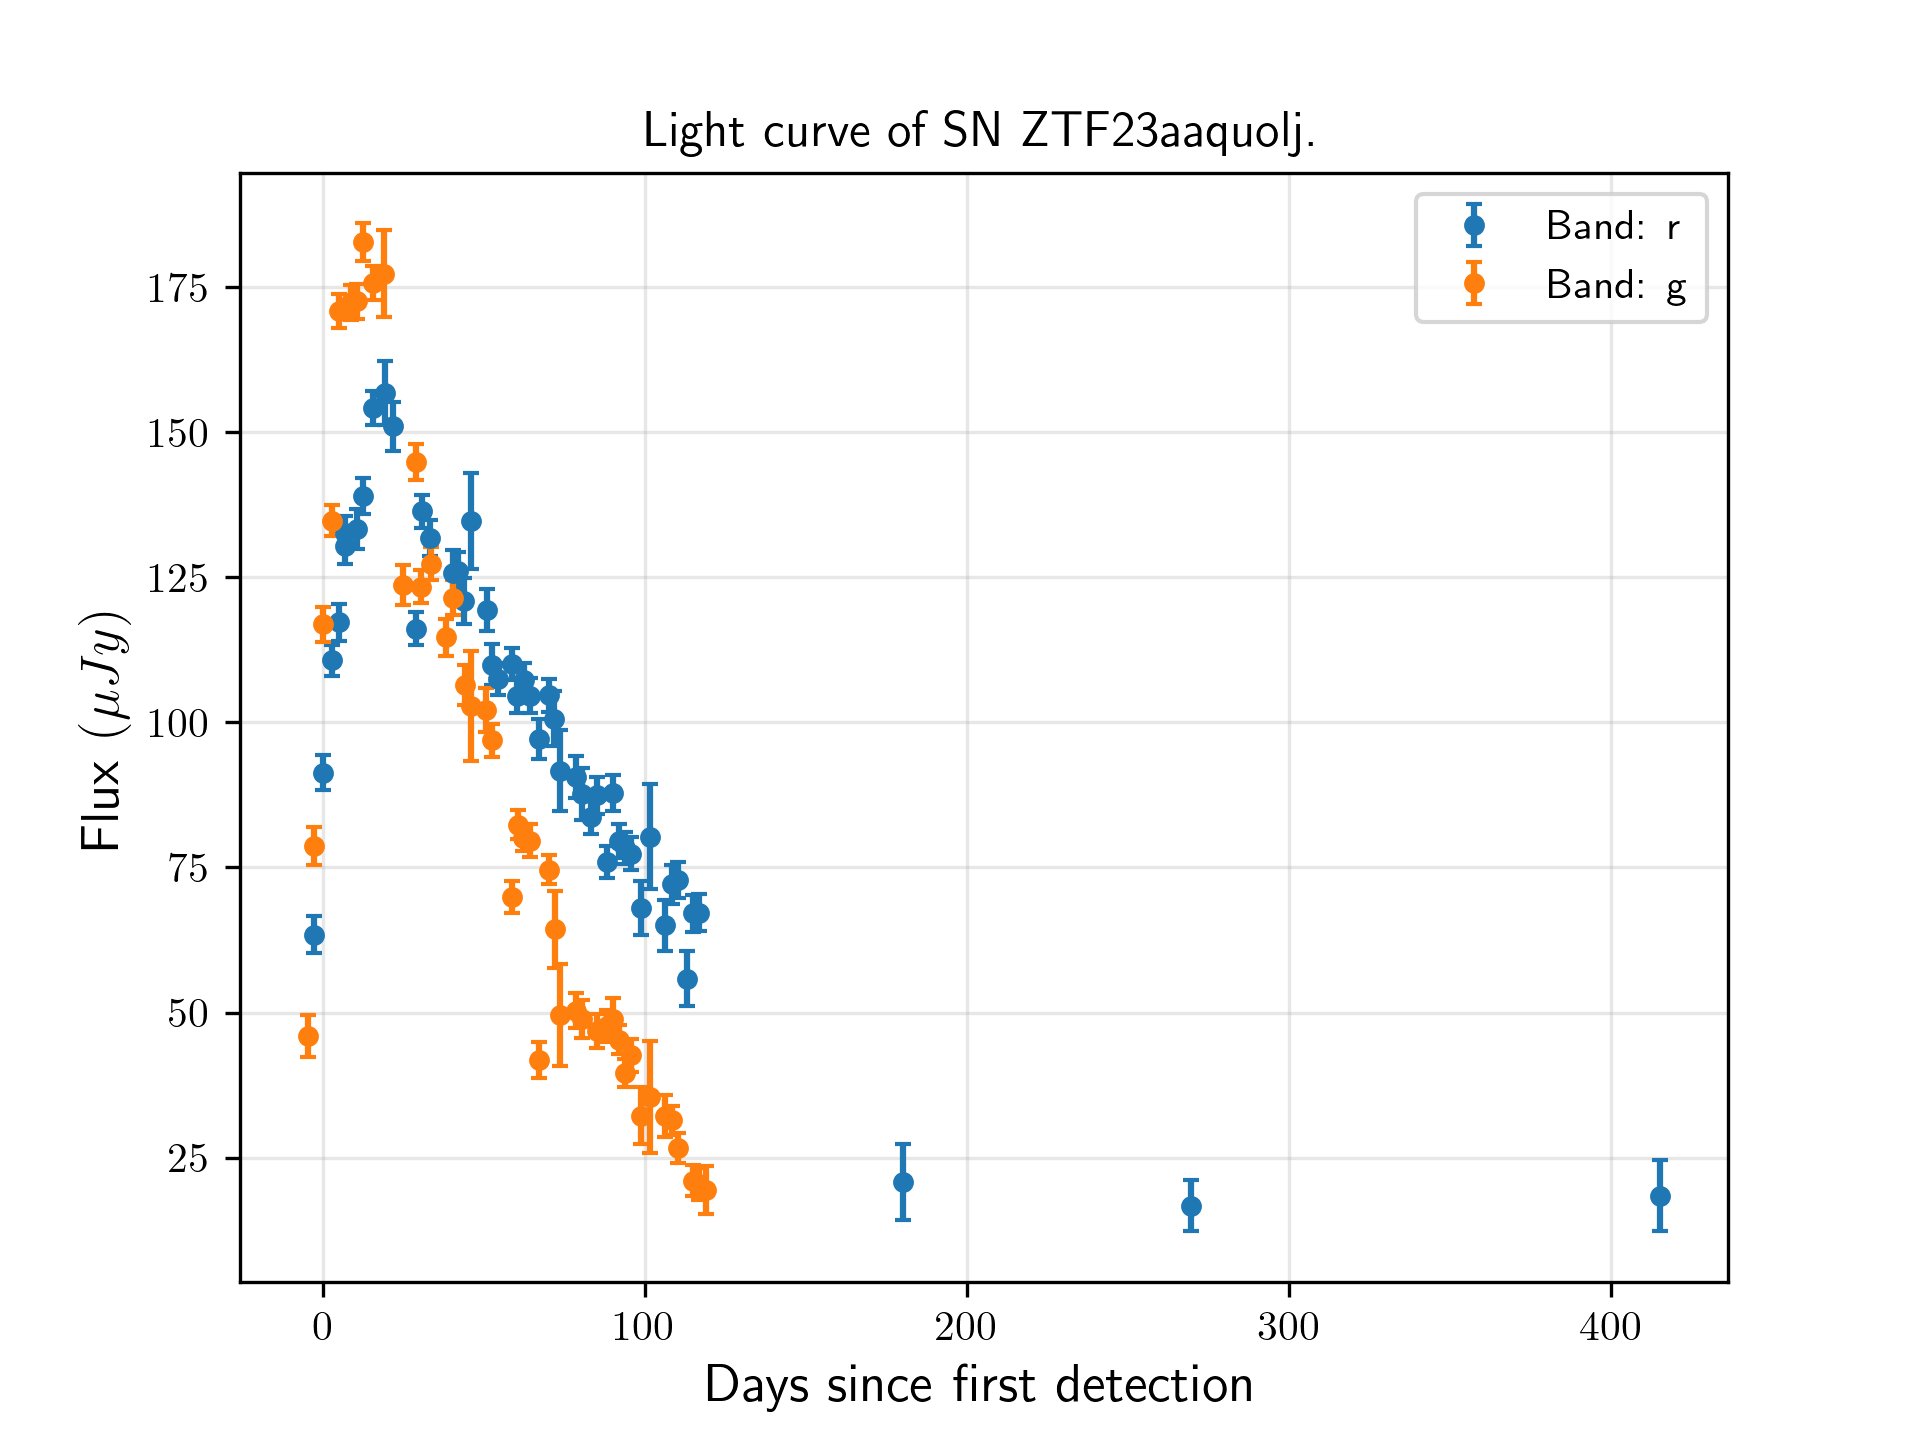 Light curve of SN ZTF23aaquolj.
Band: r
Band: g
175
150
125
100
75
50
25
Flux (μJy)
0 100 200 300 400
Days since first detection